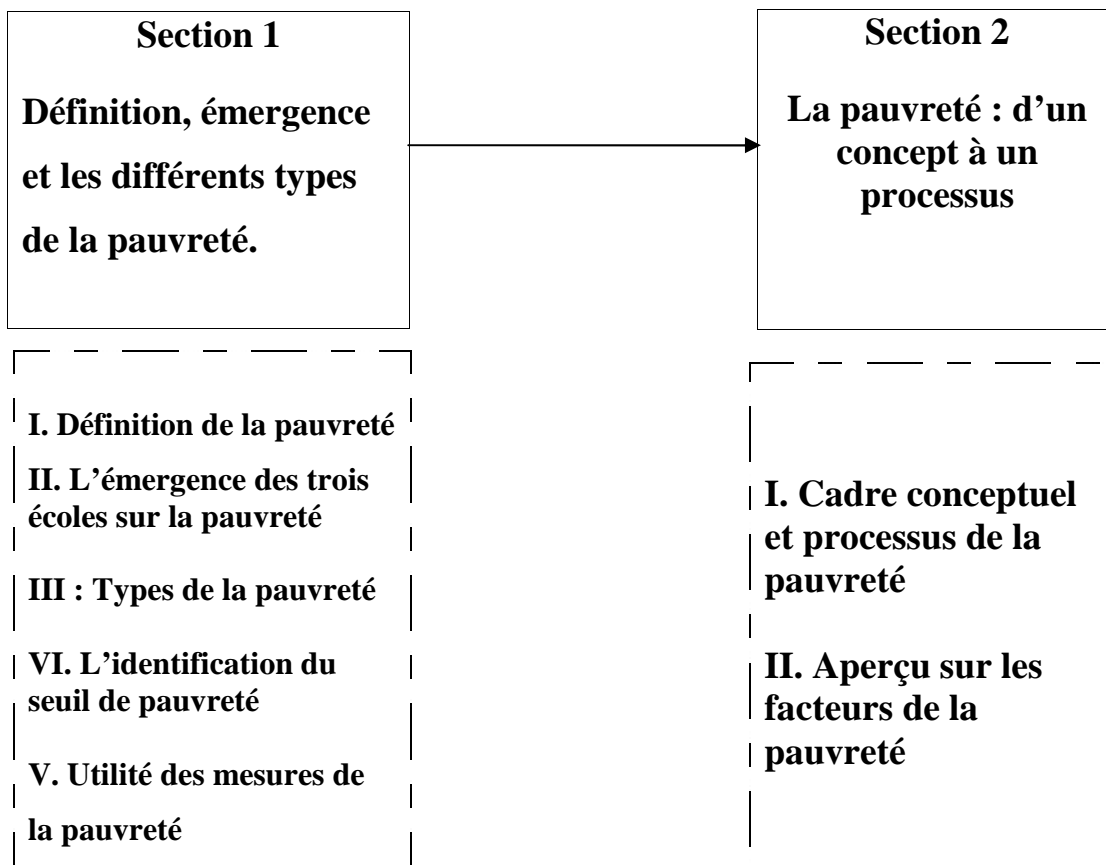 Section 1
Définition, émergence
et les différents types
de la pauvreté.
Section 2
La pauvreté : d’un
concept à un
processus
I. Définition de la pauvreté
II. L’émergence des trois
écoles sur la pauvreté
III : Types de la pauvreté
VI. L’identification du
seuil de pauvreté
V. Utilité des mesures de
la pauvreté
I. Cadre conceptuel
et processus de la
pauvreté
II. Aperçu sur les
facteurs de la
pauvreté